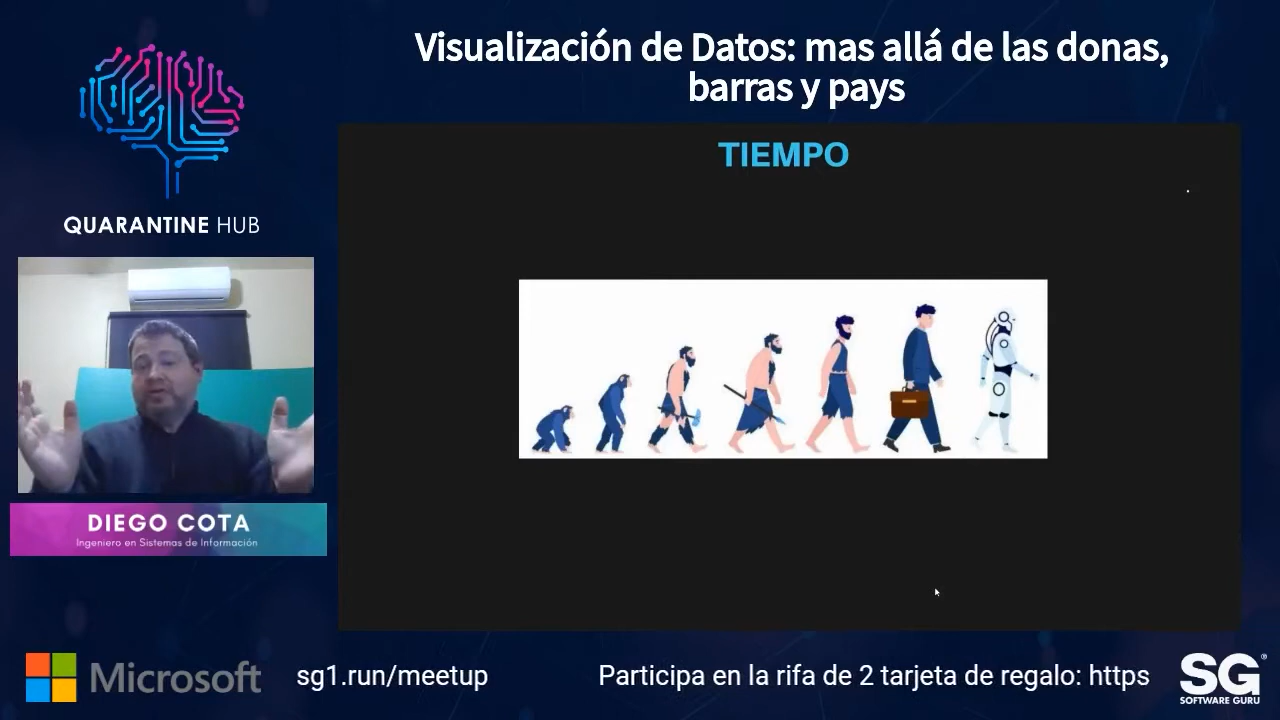 Visualización de Datos: mas allá de las donas,
barras y pays
TIEMPO
QUARANTINE HUB
DIEGO COTA
Ingeniero en Sistemas de Información
Microsoft
sg1.run/meetup
Participa en la rifa de 2 tarjeta de regalo: https
SG
®
SOFTWARE GURU